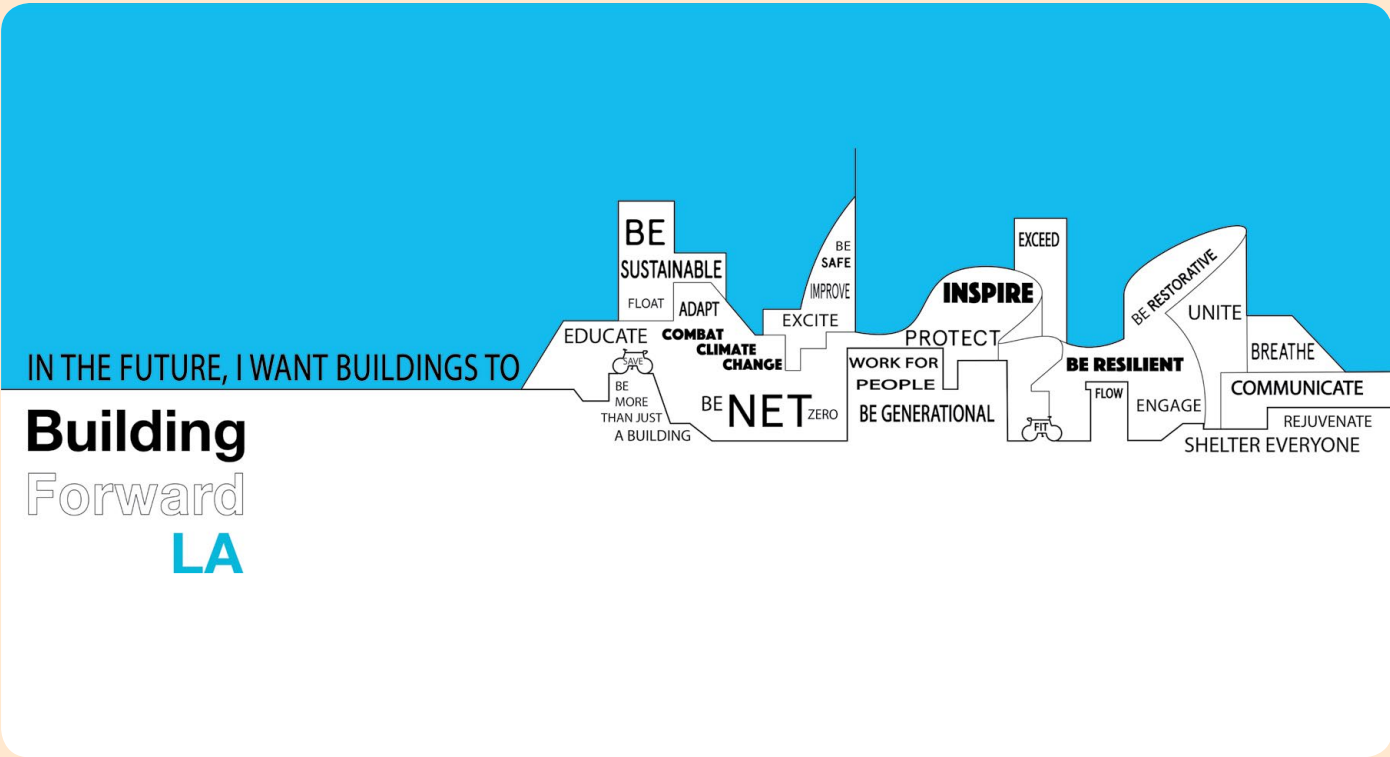 IN THE FUTURE, I WANT BUILDINGS TO
Building
Forward
LA
BE
SUSTAINABLE
FLOAT
ADAPT
EDUCATE
COMBAT
CLIMATE
CHANGE
SAVE
BE
MORE
THAN JUST
A BUILDING
BE NET ZERO
BE
SAFE
IMPROVE
EXCITE
INSPIRE
PROTECT
WORK FOR
PEOPLE
BE GENERATIONAL
EXCEED
FIT
BE RESILIENT
FLOW
ENGAGE
BE RESTORATIVE
UNITE
BREATHE
COMMUNICATE
REJUVENATE
SHELTER EVERYONE